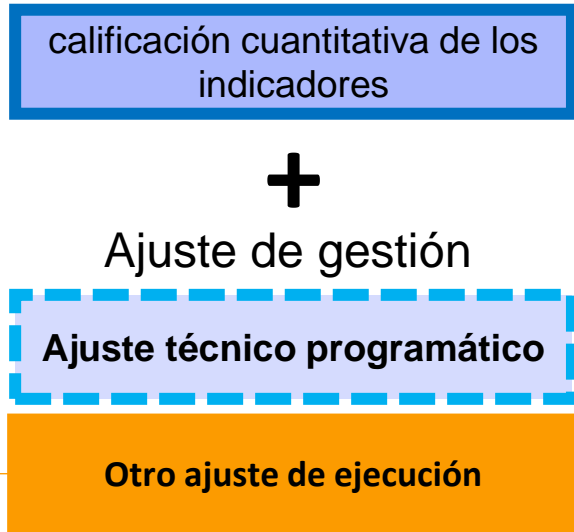 calificación cuantitativa de los
indicadores
+
Ajuste de gestión
Ajuste técnico programático
Otro ajuste de ejecución